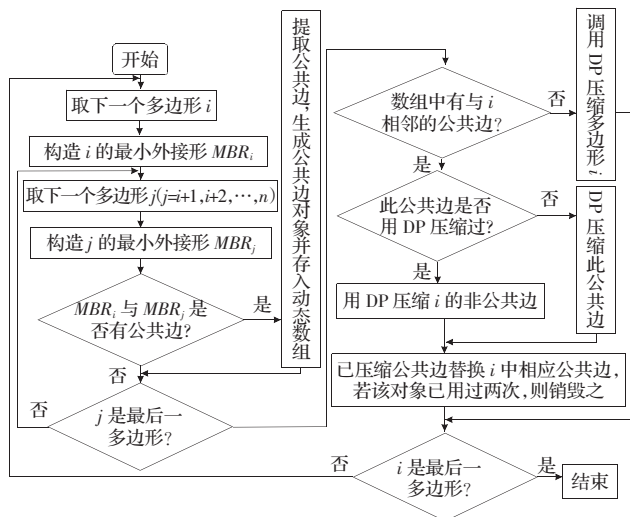 开始
取下一个多边形 i
构造 i 的最小外接形 MBRi
取下一个多边形 j(j=i+1,i+2,…,n)
构造 j 的最小外接形 MBRj
MBRi 与 MBRj 是
否有公共边?
是
否
提取公共边,生成公共边对象并存入动态数组
j 是最后一
多边形?
否
数组中有与 i
相邻的公共边?
否
是
调用 DP 压缩多边形 i
此公共边是否
用 DP 压缩过?
否
是
DP 压缩此公共边
用 DP 压缩 i 的非公共边
已压缩公共边替换 i 中相应公共边,
若该对象已用过两次,则销毁之
i 是最后一
多边形?
否
是
结束